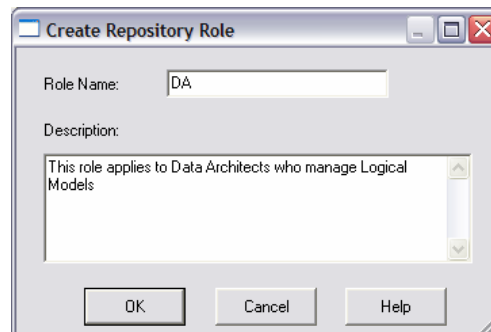 Create Repository Role
Role Name: DA
Description:
This role applies to Data Architects who manage Logical
Models
OK Cancel Help